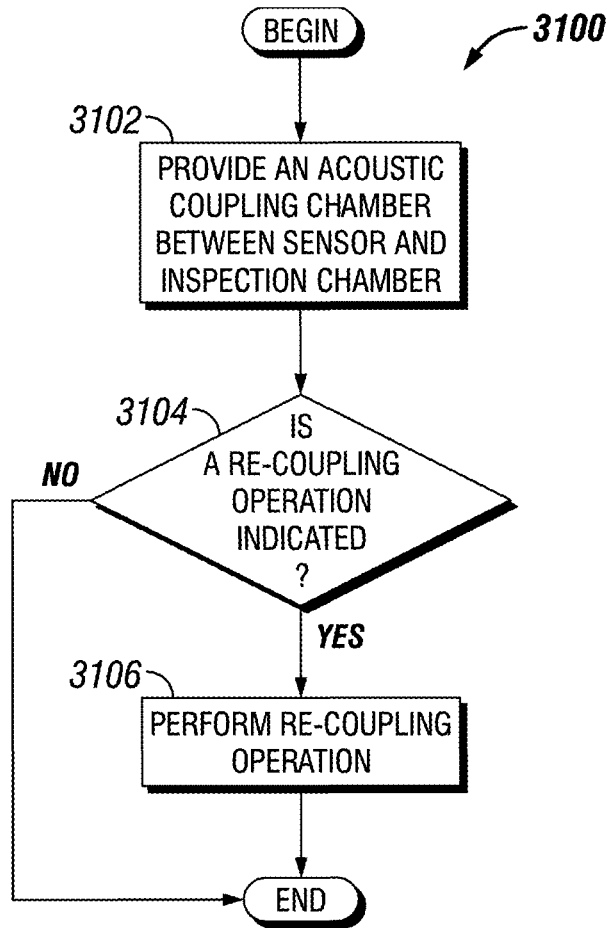 BEGIN
3100
3102
PROVIDE AN ACOUSTIC
COUPLING CHAMBER
BETWEEN SENSOR AND
INSPECTION CHAMBER
3104
IS
A RE-COUPLING
OPERATION
INDICATED
?
NO
YES
3106
PERFORM RE-COUPLING
OPERATION
END